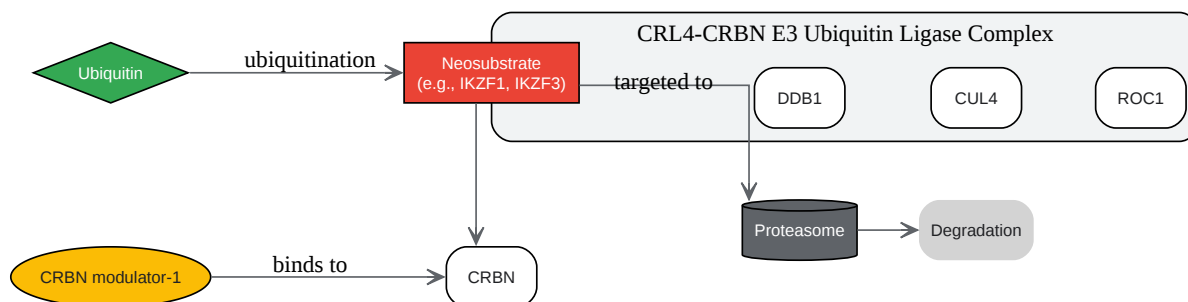 CRL4-CRBN E3 Ubiquitin Ligase Complex
Ubiquitin
ubiquitination
Neosubstrate
(e.g., IKZF1, IKZF3)
targeted to
DDB1
CUL4
ROC1
Proteasome
Degradation
CRBN modulator-1
binds to
CRBN